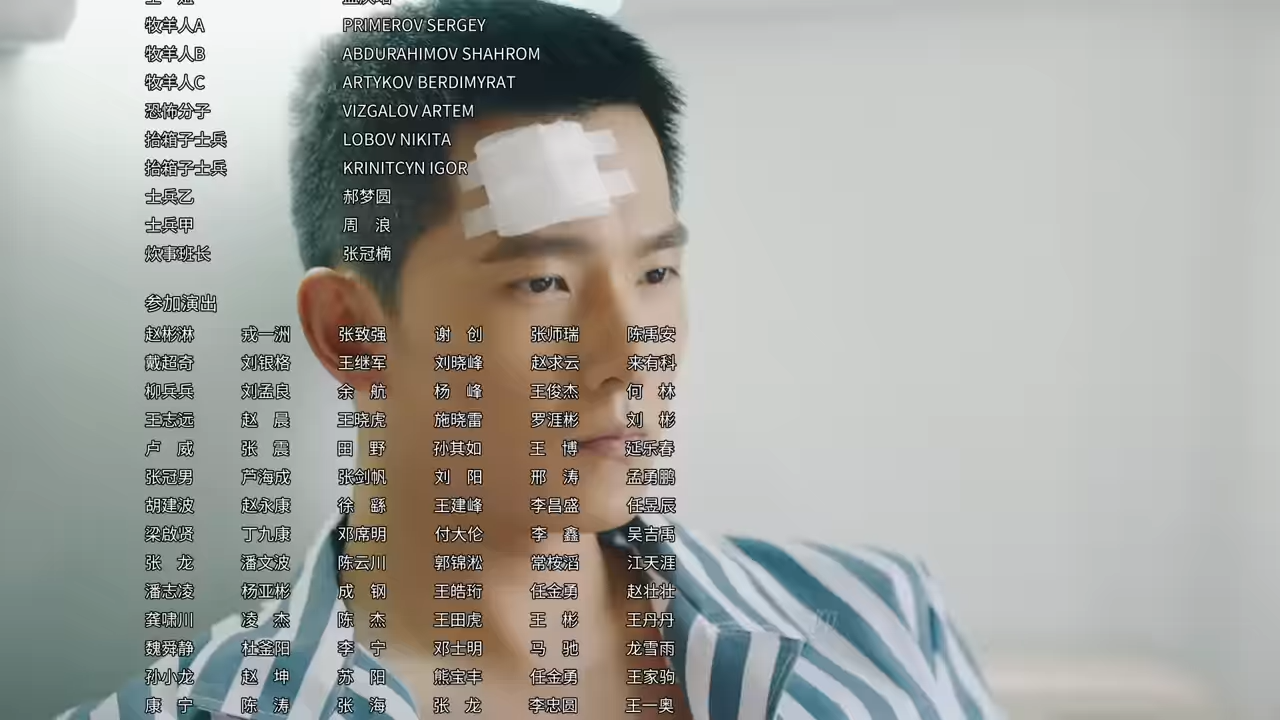 牧羊人A PRIMEROV SERGEY
牧羊人B ABDURAHIMOV SHAHROM
牧羊人C ARTYKOV BERDIMYRAT
恐怖分子 VIZGALOV ARTEM
抬箱子士兵 LOBOV NIKITA
抬箱子士兵 KRINITCYN IGOR
士兵乙 郝梦圆
士兵甲 周 浪
炊事班长 张冠楠
参加演出
赵彬淋 戎一洲 张致强 谢 创 张师瑞 陈禹安
戴超奇 刘银格 王继军 刘晓峰 赵求云 来有科
柳兵兵 刘孟良 余 航 杨 峰 王俊杰 何 林
王志远 赵 晨 王晓虎 施晓雷 罗涯彬 刘 彬
卢 威 张 震 田 野 孙其如 王 博 延乐春
张冠男 芦海成 张剑帆 刘 阳 邢 涛 孟勇鹏
胡建波 赵永康 徐 繇 王建峰 李昌盛 任昱辰
梁啟贤 丁九康 邓席明 付大伦 李 鑫 吴吉禹
张 龙 潘文波 陈云川 郭锦淞 常桉滔 江天涯
潘志凌 杨亚彬 成 钢 王皓珩 任金勇 赵壮壮
龚啸川 凌 杰 陈 杰 王田虎 王 彬 王丹丹
魏舜静 杜釜阳 李 宁 邓士明 马 驰 龙雪雨
孙小龙 赵 坤 苏 阳 熊宝丰 任金勇 王家驹
康 宁 陈 涛 张 海 张 龙 李忠圆 王一奥